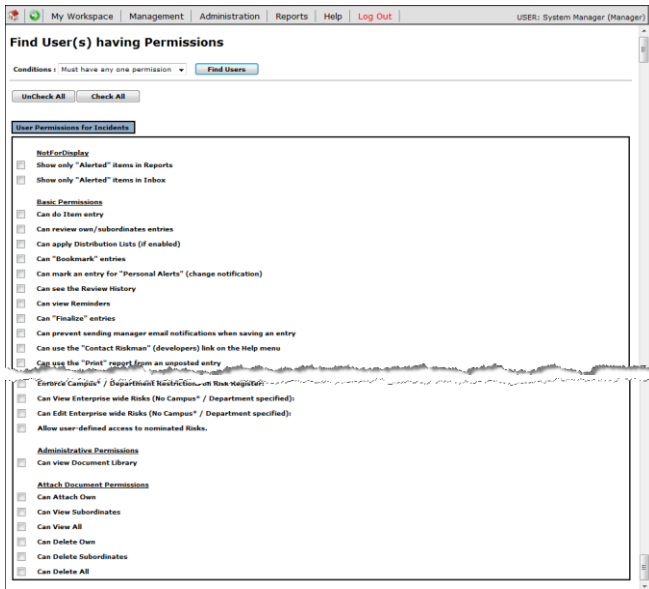 My Workspace Management Administration Reports Help Log Out USER: System Manager (Manager)
Find User(s) having Permissions
Conditions : Must have any one permission Find Users
UnCheck All Check All
User Permissions for Incidents
NotForDisplay
Show only "Alerted" items in Reports
Show only "Alerted" items in Inbox
Basic Permissions
Can do Item entry
Can review own/subordinates entries
Can apply Distribution Lists (if enabled)
Can "Bookmark" entries
Can mark an entry for "Personal Alerts" (change notification)
Can see the Review History
Can view Reminders
Can "Finalize" entries
Can prevent sending manager email notifications when saving an entry
Can use the "Contact Riskman" (developers) link on the Help menu
Can use the "Print" report from an unposted entry
Enforce Campus* / Department Restrictions on Risk Register:
Can View Enterprise wide Risks (No Campus* / Department specified):
Can Edit Enterprise wide Risks (No Campus* / Department specified):
Allow user-defined access to nominated Risks.
Administrative Permissions
Can view Document Library
Attach Document Permissions
Can Attach Own
Can View Subordinates
Can View All
Can Delete Own
Can Delete Subordinates
Can Delete All